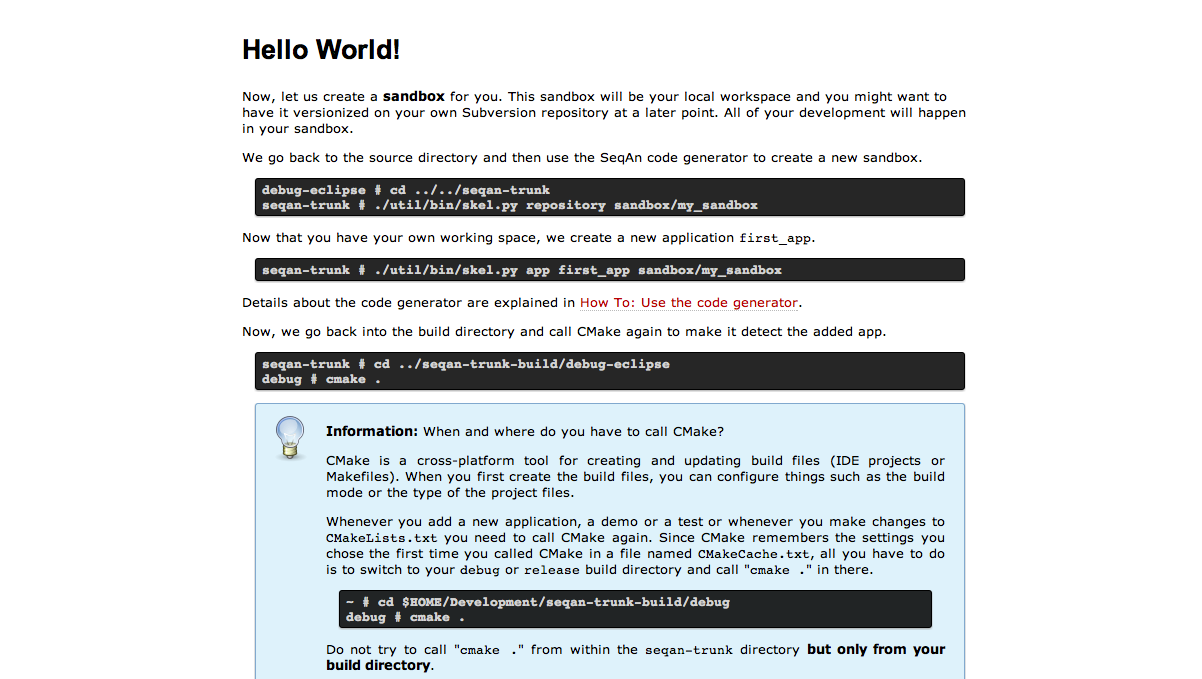 Hello World!
Now, let us create a sandbox for you. This sandbox will be your local workspace and you might want to
have it versionized on your own Subversion repository at a later point. All of your development will happen
in your sandbox.
We go back to the source directory and then use the SeqAn code generator to create a new sandbox.
debug-eclipse # cd ../../seqan-trunk
seqan-trunk # ./util/bin/skel.py repository sandbox/my_sandbox
Now that you have your own working space, we create a new application first_app.
seqan-trunk # ./util/bin/skel.py app first_app sandbox/my_sandbox
Details about the code generator are explained in How To: Use the code generator.
Now, we go back into the build directory and call CMake again to make it detect the added app.
seqan-trunk # cd ../seqan-trunk-build/debug-eclipse
debug # cmake .
Information: When and where do you have to call CMake?
CMake is a cross-platform tool for creating and updating build files (IDE projects or
Makefiles). When you first create the build files, you can configure things such as the build
mode or the type of the project files.
Whenever you add a new application, a demo or a test or whenever you make changes to
CMakeLists.txt you need to call CMake again. Since CMake remembers the settings you
chose the first time you called CMake in a file named CMakeCache.txt, all you have to do
is to switch to your debug or release build directory and call "cmake ." in there.
~ # cd $HOME/Development/seqan-trunk-build/debug
debug # cmake .
Do not try to call "cmake ." from within the seqan-trunk directory but only from your
build directory.